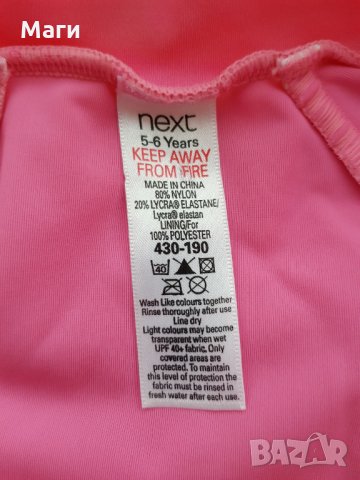 Маги
next
5-6 Years
KEEP AWAY
FROM FIRE
MADE IN CHINA
80% NYLON
20% LYCRA® ELASTANE/
Lycra® elastan
LINING/For
100% POLYESTER
430-190
40
Wash Like colours together
Rinse thoroughly after use
Line dry
Light colours may become
transparent when wet
UPF 40+ fabric. Only
covered areas are
protected. To maintain
this level of protection the
fabric must be rinsed in
fresh water after each use.
BAZAR